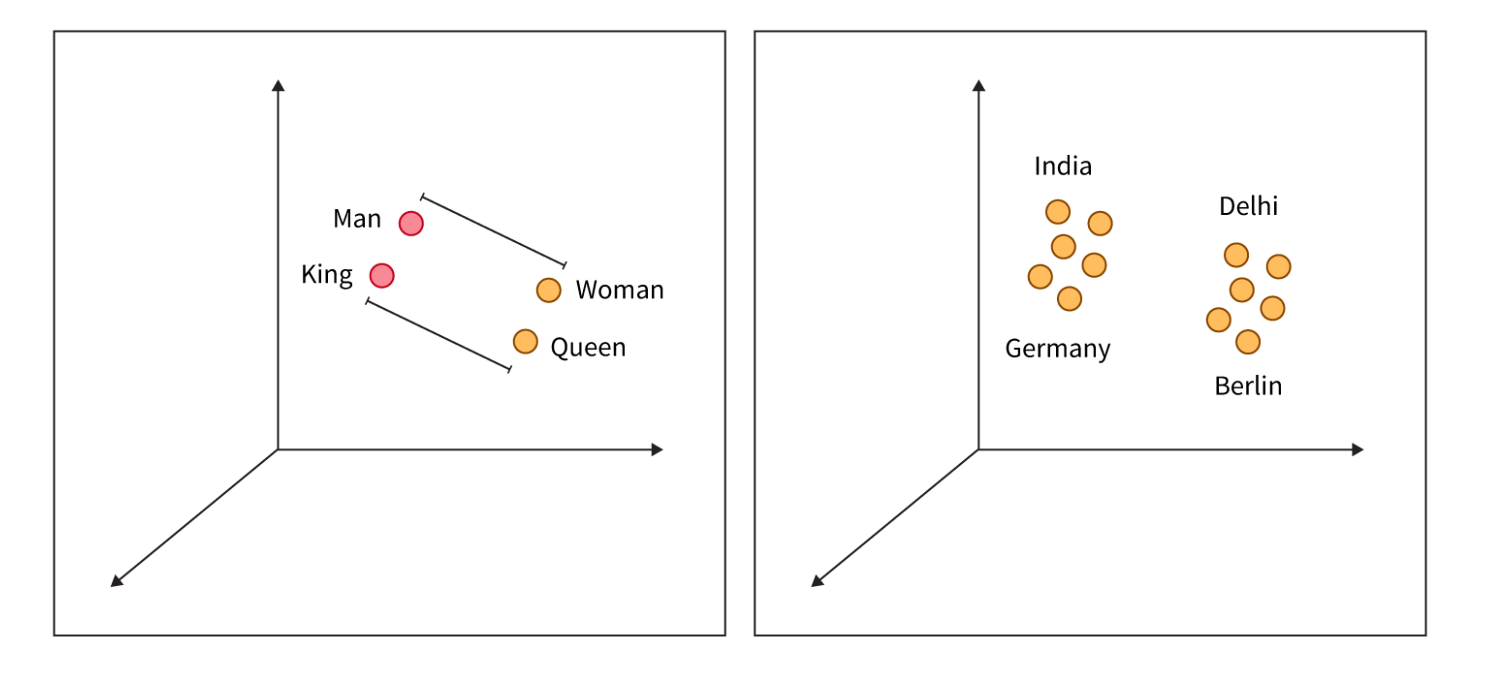 Man
King
Woman
Queen
India
Germany
Delhi
Berlin